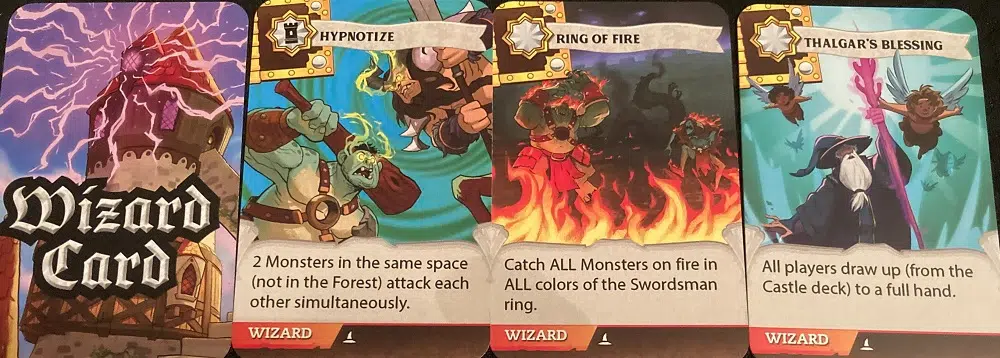 Wizard
Card
HYPNOTIZE
2 Monsters in the same space
(not in the Forest) attack each
other simultaneously.
WIZARD
RING OF FIRE
Catch ALL Monsters on fire in
ALL colors of the Swordsman
ring.
WIZARD
THALGAR'S BLESSING
All players draw up (from the
Castle deck) to a full hand.
WIZARD